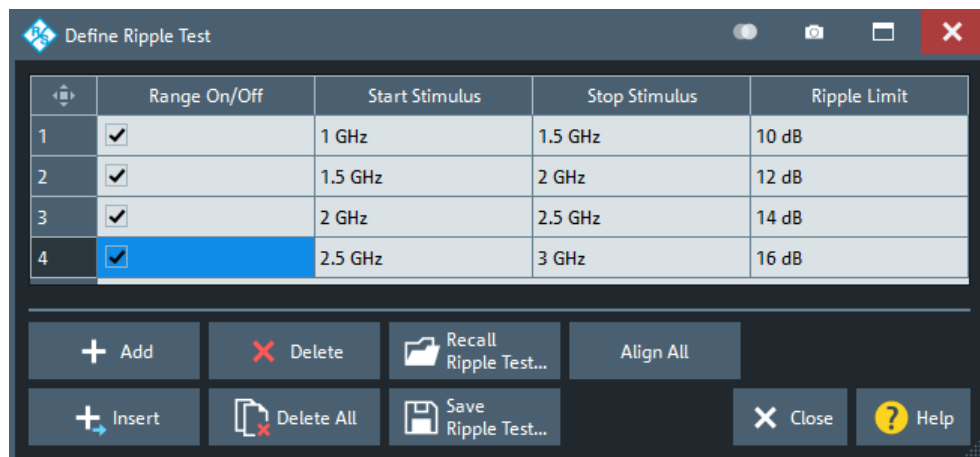 R&S Define Ripple Test
Range On/Off Start Stimulus Stop Stimulus Ripple Limit
1 1 GHz 1.5 GHz 10 dB
2 1.5 GHz 2 GHz 12 dB
3 2 GHz 2.5 GHz 14 dB
4 2.5 GHz 3 GHz 16 dB
Add Delete Recall
Ripple Test... Align All
Insert Delete All Save
Ripple Test... Close ? Help